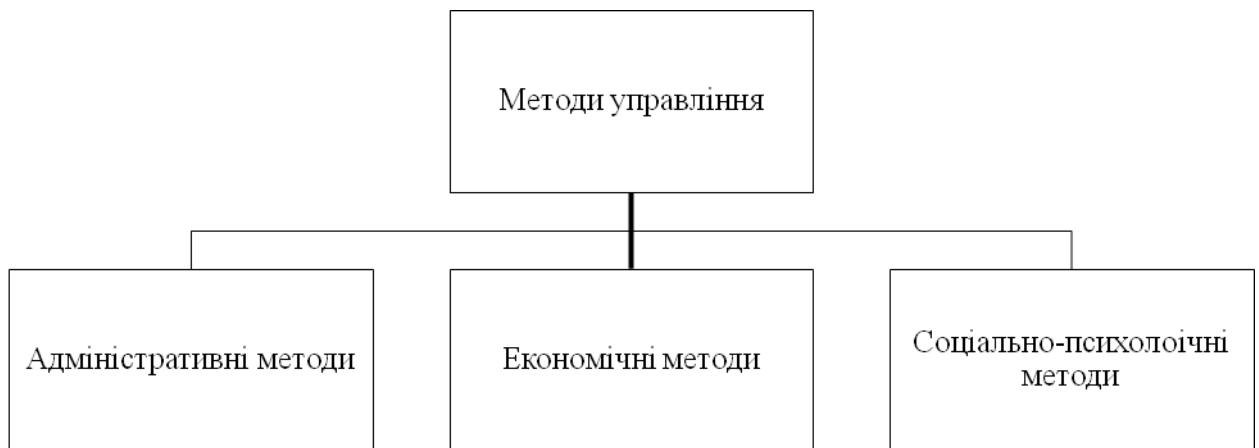 Методи управління
Адміністративні методи
Економічні методи
Соціально-психолоічні
методи